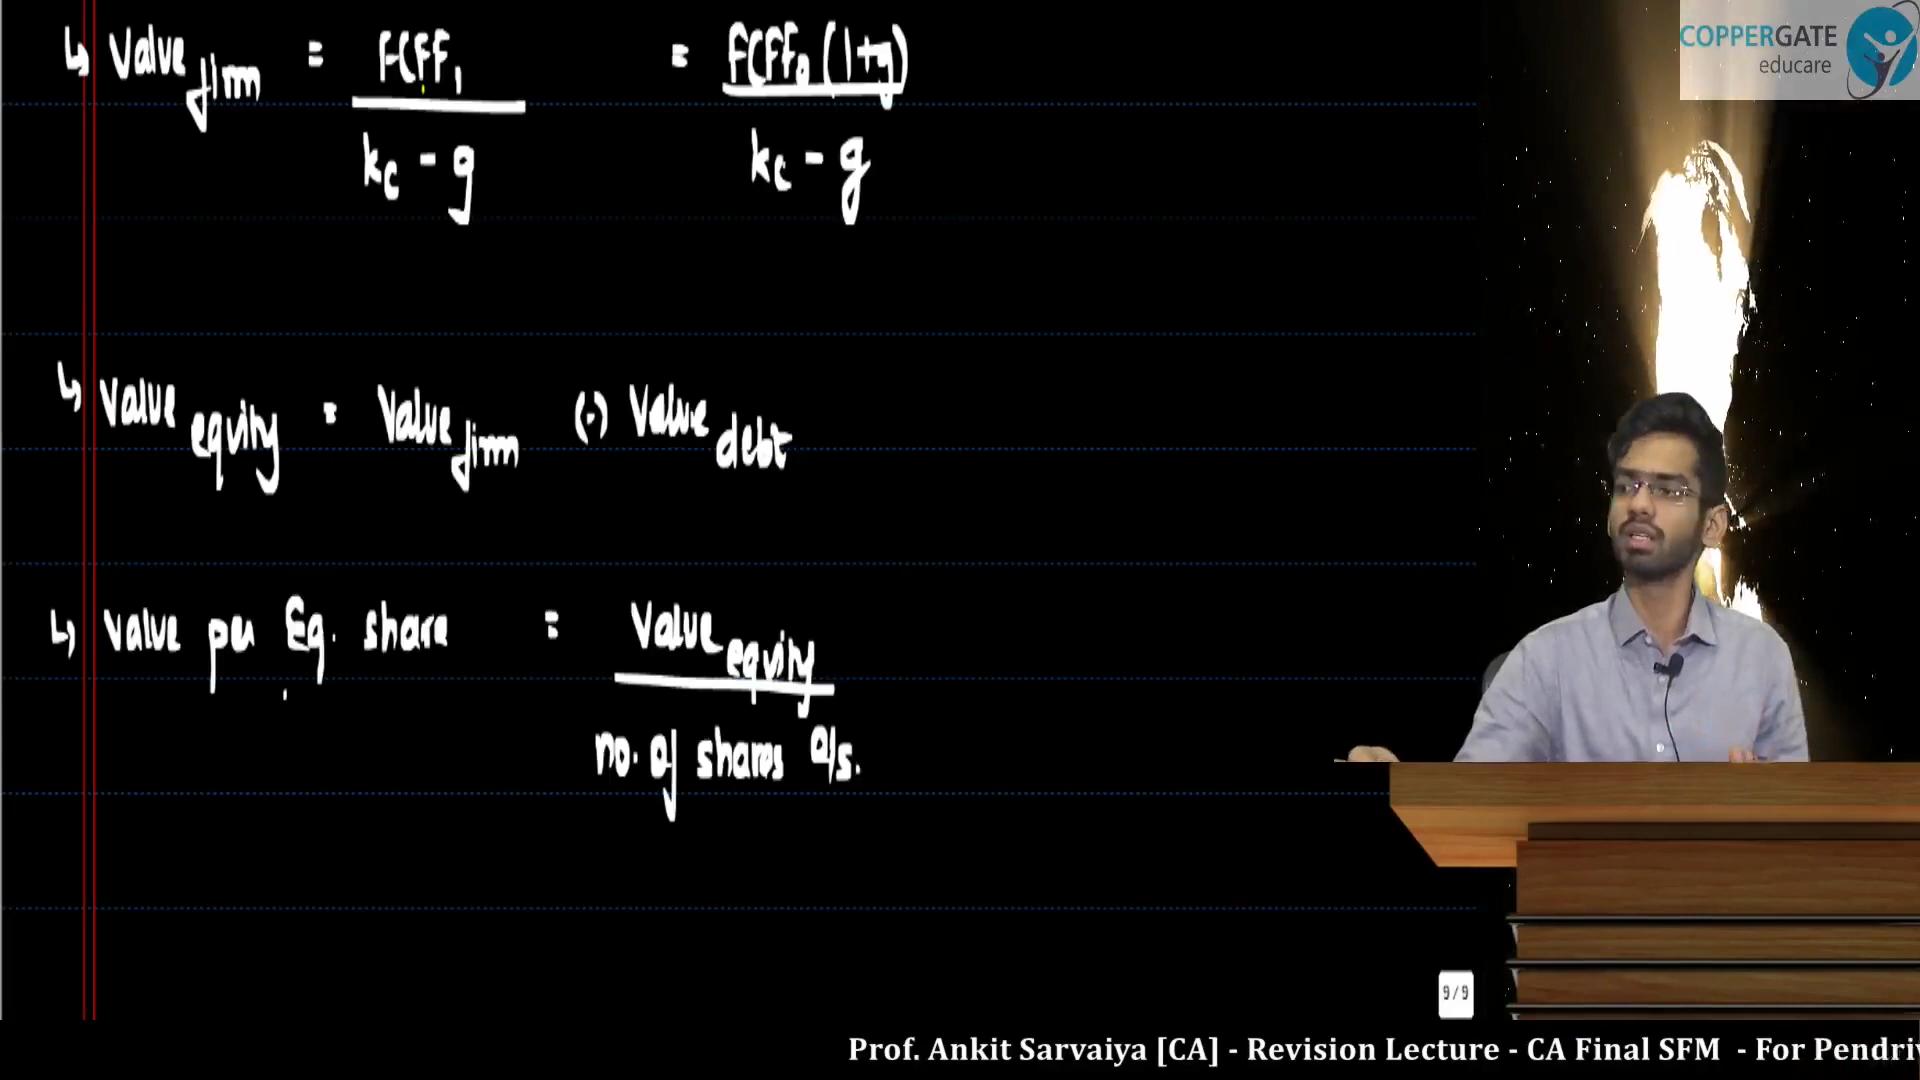 ↳ Value firm = FCFF₁ / kc - g = FCFF₀ (1+g) / kc - g
↳ Value equity = Value firm (-) Value debt
↳ Value per Eq. share = Value equity / no. of shares o/s.
COPPERGATE
educare
9/9
Prof. Ankit Sarvaiya [CA] - Revision Lecture - CA Final SFM - For Pendriv